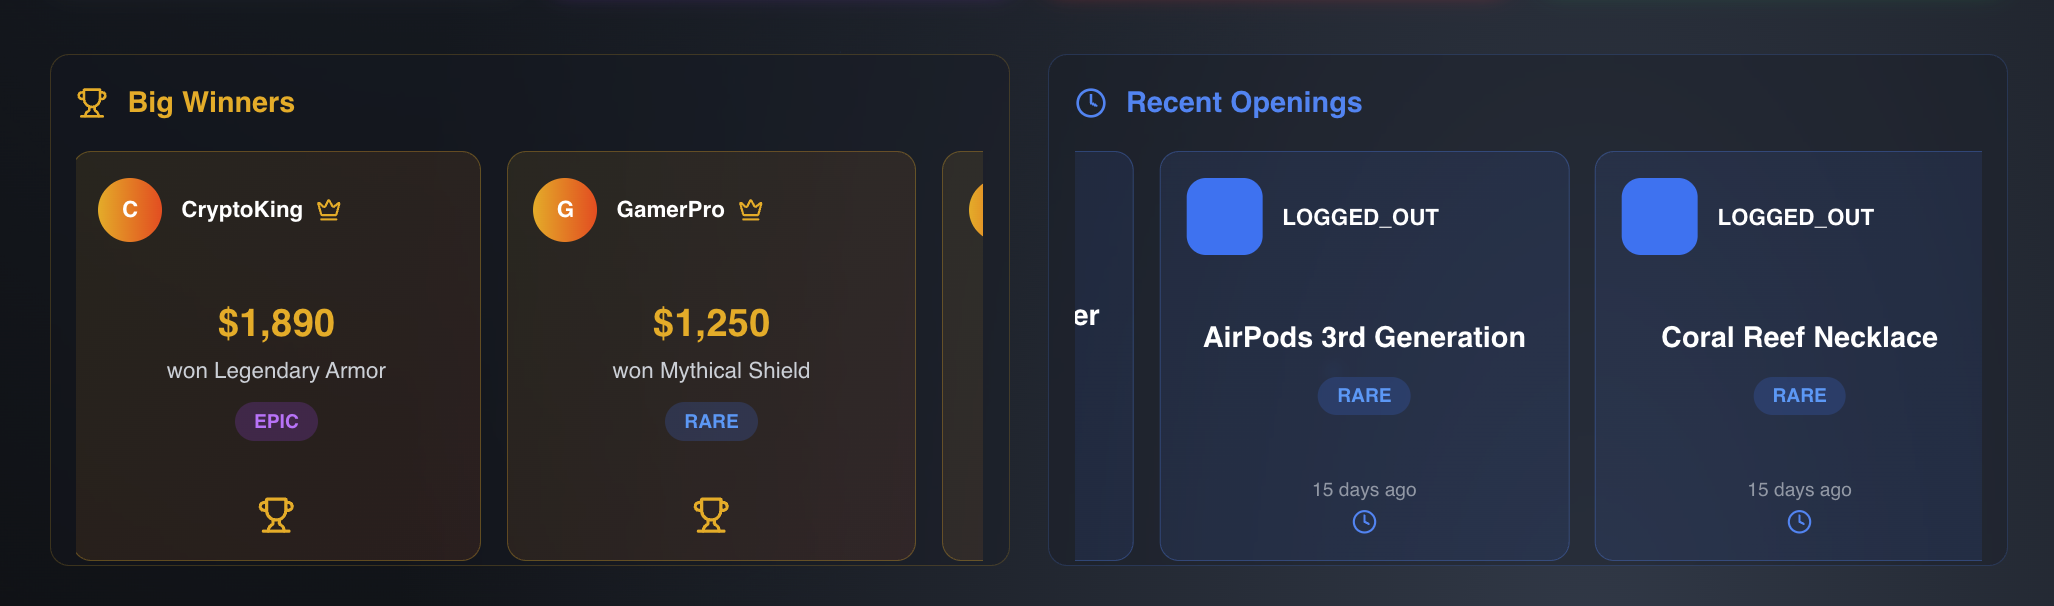 Big Winners
C
CryptoKing
$1,890
won Legendary Armor
EPIC
G
GamerPro
$1,250
won Mythical Shield
RARE
Recent Openings
er
LOGGED_OUT
AirPods 3rd Generation
RARE
15 days ago
LOGGED_OUT
Coral Reef Necklace
RARE
15 days ago